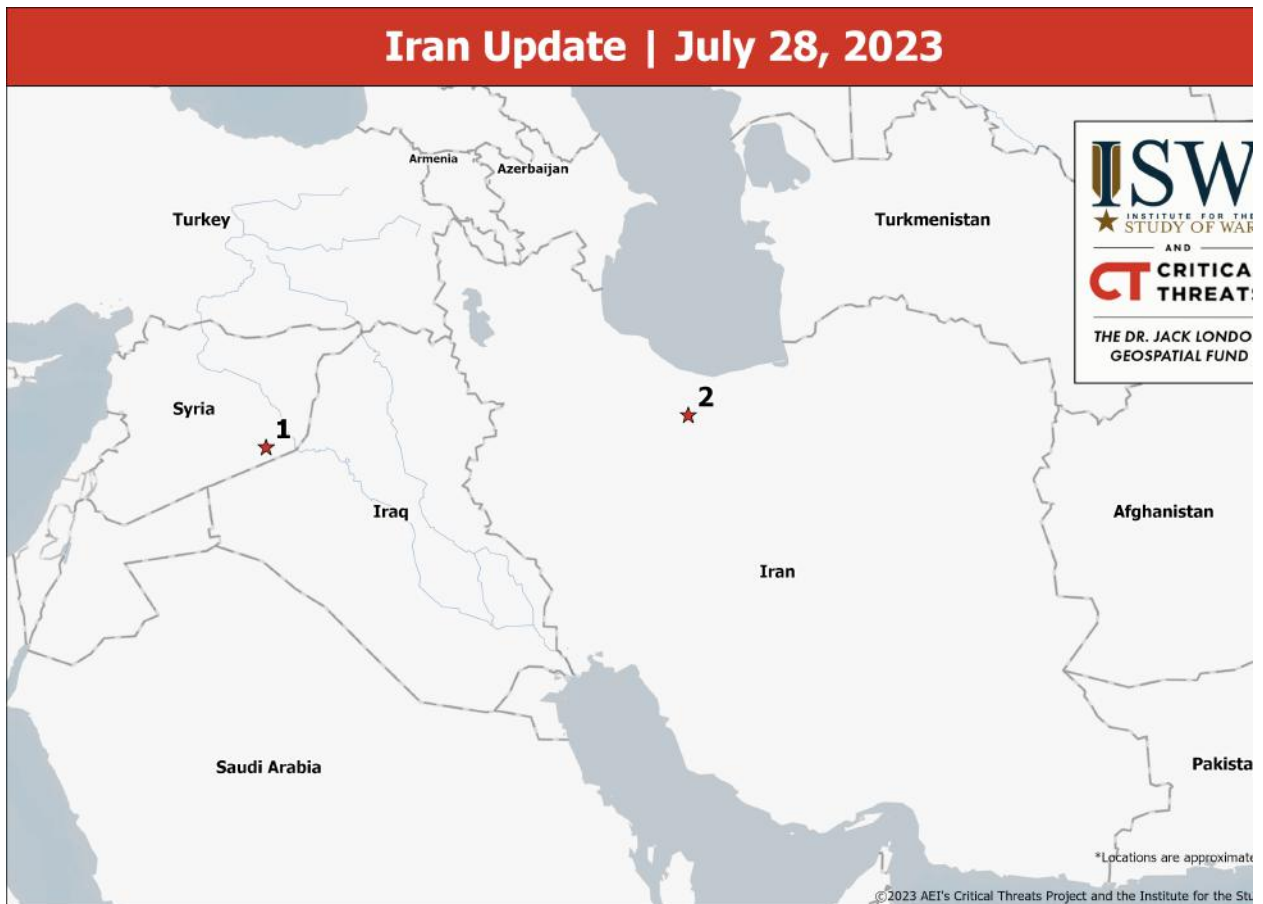 Iran Update | July 28, 2023
Armenia
Azerbaijan
Turkey
Turkmenistan
ISW
INSTITUTE FOR THE
STUDY OF WAR
AND
CT CRITICA
THREATS
THE DR. JACK LONDO
GEOSPATIAL FUND
2
Syria
1
Iraq
Afghanistan
Iran
Saudi Arabia
Pakista
*Locations are approximate
©2023 AEI's Critical Threats Project and the Institute for the Stu